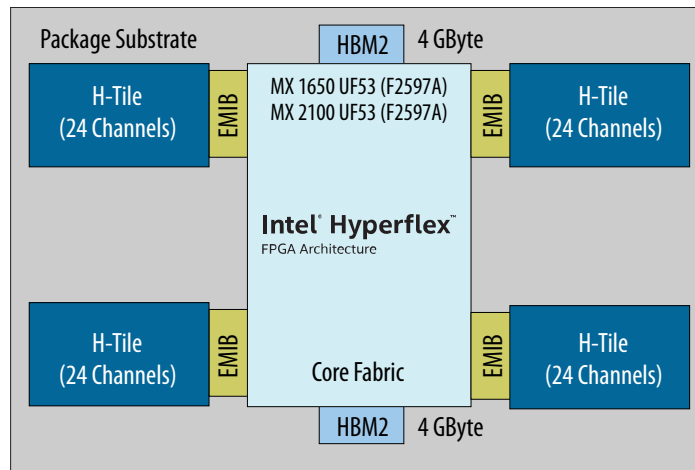 Package Substrate
HBM2
4 GByte
H-Tile
(24 Channels)
EMIB
MX 1650 UF53 (F2597A)
MX 2100 UF53 (F2597A)
EMIB
H-Tile
(24 Channels)
Intel® Hyperflex™
FPGA Architecture
H-Tile
(24 Channels)
EMIB
Core Fabric
EMIB
H-Tile
(24 Channels)
HBM2
4 GByte